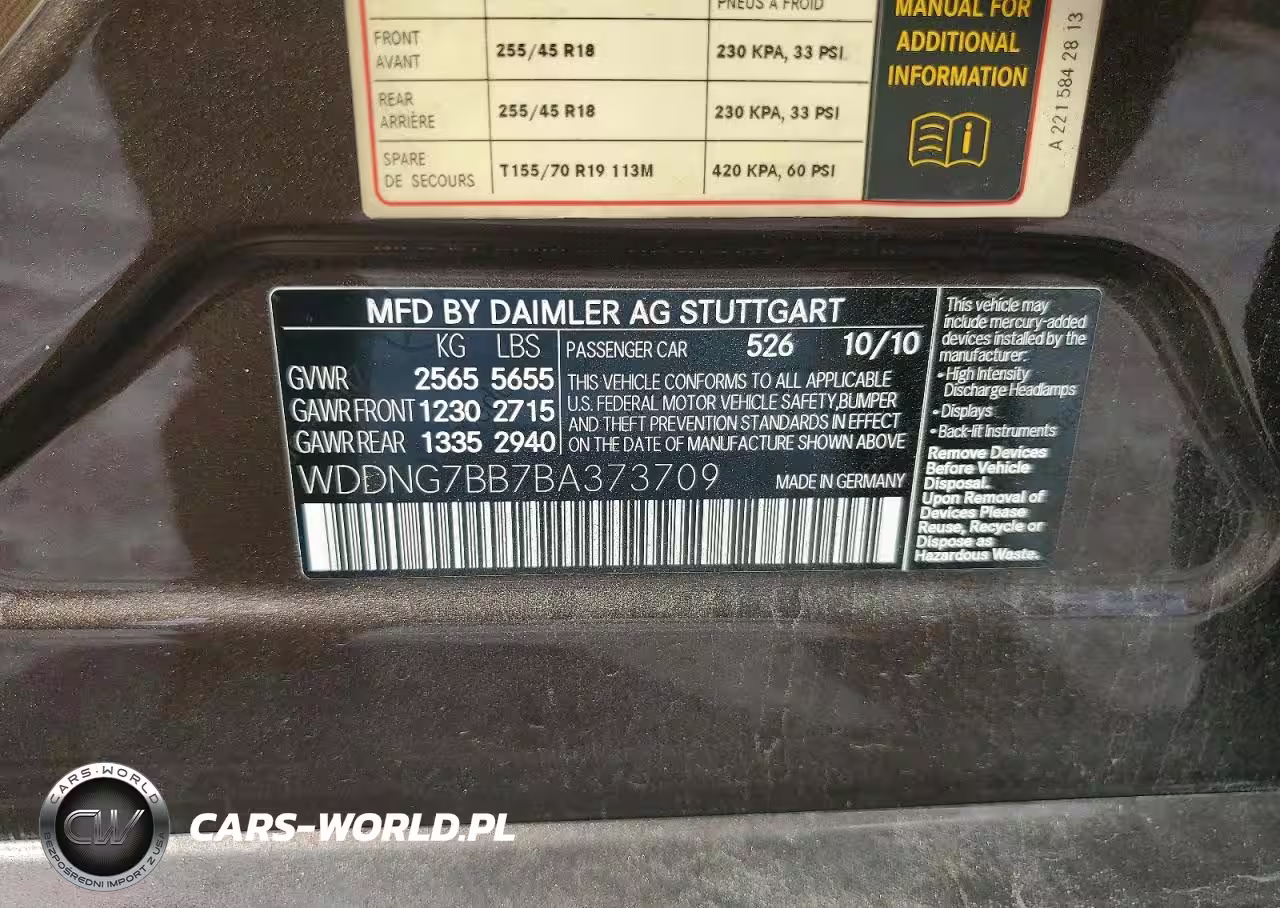 PNEUS À FROID
FRONT
AVANT
255/45 R18
230 KPA, 33 PSI
REAR
ARRIÈRE
255/45 R18
230 KPA, 33 PSI
SPARE
DE SECOURS
T155/70 R19 113M
420 KPA, 60 PSI
MANUAL FOR
ADDITIONAL
INFORMATION
A 221 584 28 13
MFD BY DAIMLER AG STUTTGART
KG LBS
GVWR 2565 5655
GAWR FRONT 1230 2715
GAWR REAR 1335 2940
PASSENGER CAR 526 10/10
THIS VEHICLE CONFORMS TO ALL APPLICABLE
U.S. FEDERAL MOTOR VEHICLE SAFETY,BUMPER
AND THEFT PREVENTION STANDARDS IN EFFECT
ON THE DATE OF MANUFACTURE SHOWN ABOVE
WDDNG7BB7BA373709
MADE IN GERMANY
This vehicle may
include mercury-added
devices installed by the
manufacturer:
• High Intensity
Discharge Headlamps
• Displays
• Back-lit Instruments
Remove Devices
Before Vehicle
Disposal.
Upon Removal of
Devices Please
Reuse, Recycle or
Dispose as
Hazardous Waste.
CARS-WORLD
CW
BEZPOŚREDNI IMPORT Z USA
CARS-WORLD.PL